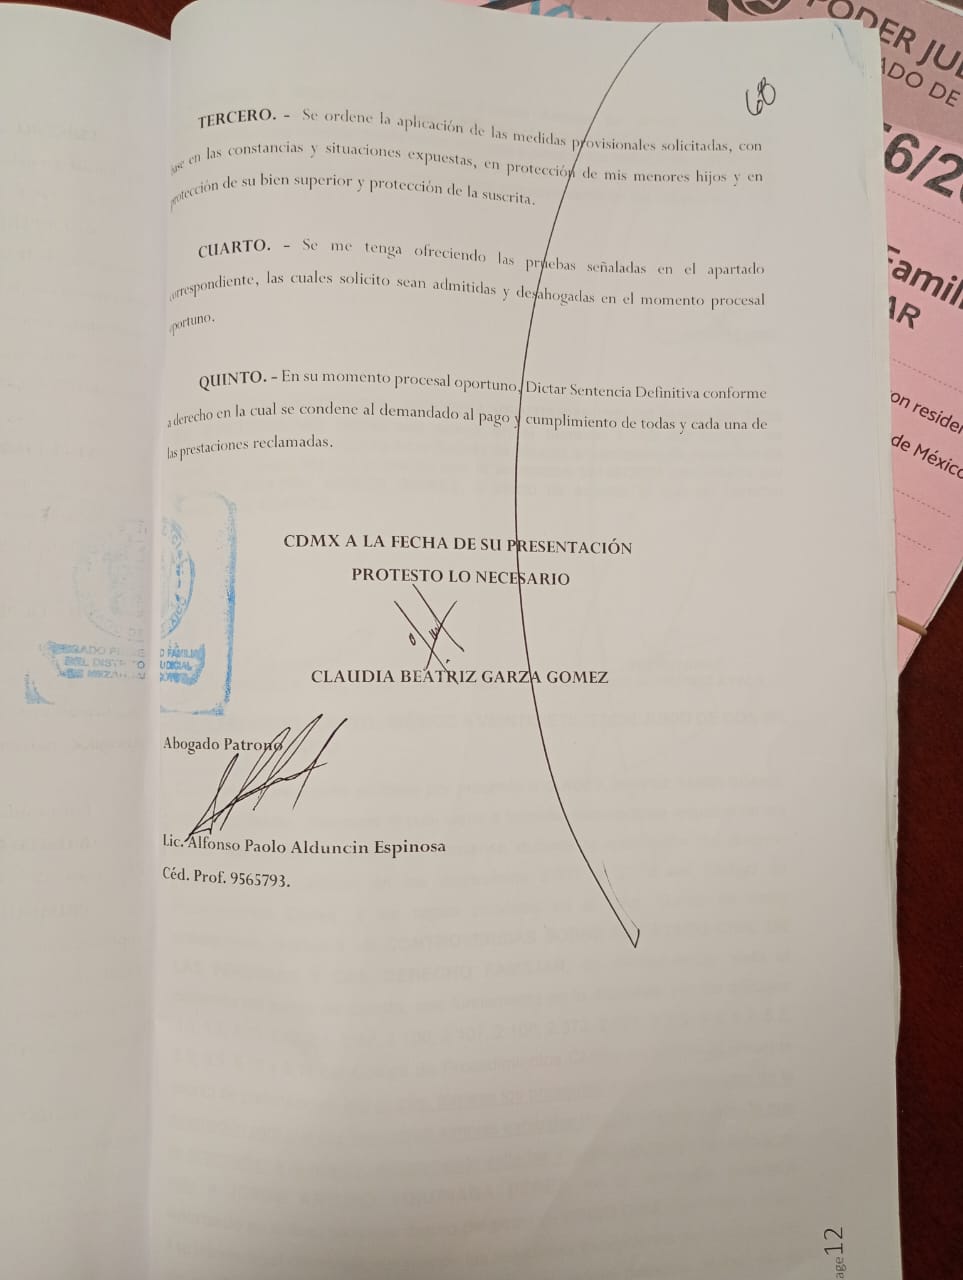 PODER JUD
ADO DE
6/2
Famili
AR
on residen
de México
68
TERCERO. - Se ordene la aplicación de las medidas provisionales solicitadas, con
base en las constancias y situaciones expuestas, en protección de mis menores hijos y en
protección de su bien superior y protección de la suscrita.
CUARTO. - Se me tenga ofreciendo las pruebas señaladas en el apartado
correspondiente, las cuales solicito sean admitidas y desahogadas en el momento procesal
oportuno.
QUINTO. - En su momento procesal oportuno, Dictar Sentencia Definitiva conforme
a derecho en la cual se condene al demandado al pago y cumplimiento de todas y cada una de
las prestaciones reclamadas.
CDMX A LA FECHA DE SU PRESENTACIÓN
PROTESTO LO NECESARIO
CLAUDIA BEATRIZ GARZA GOMEZ
Abogado Patrono
Lic. Alfonso Paolo Alduncin Espinosa
Céd. Prof. 9565793.
age12